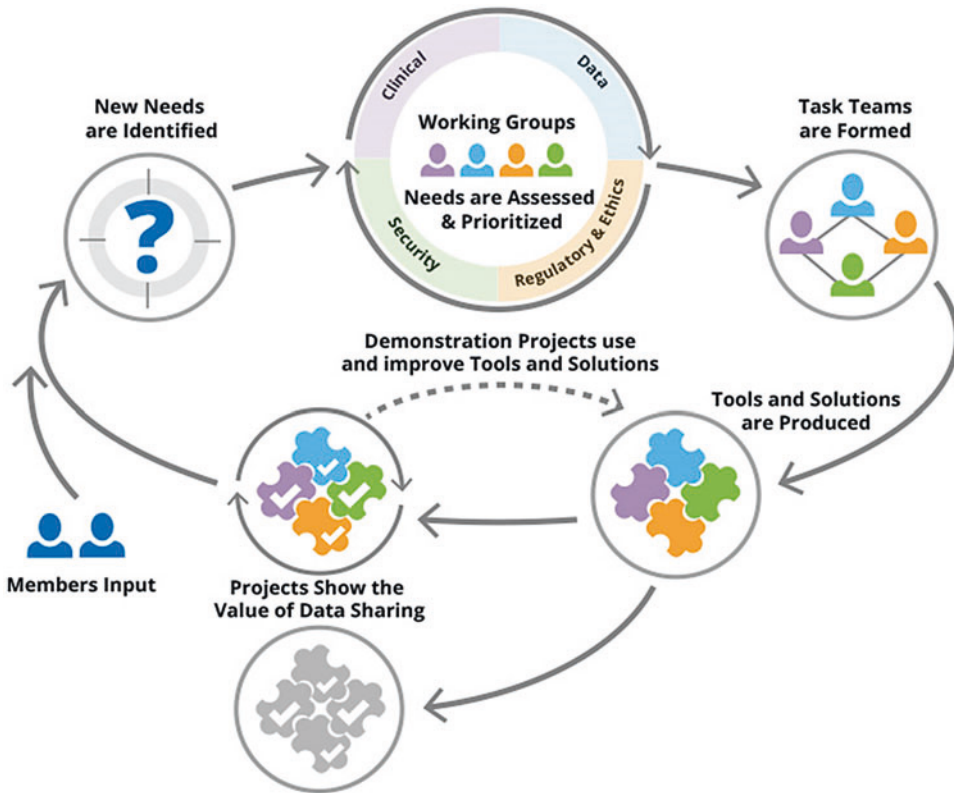 New Needs
are Identified
Clinical
Data
Working Groups
Needs are Assessed
& Prioritized
Security
Regulatory & Ethics
Task Teams
are Formed
?
Demonstration Projects use
and improve Tools and Solutions
Tools and Solutions
are Produced
Members Input
Projects Show the
Value of Data Sharing